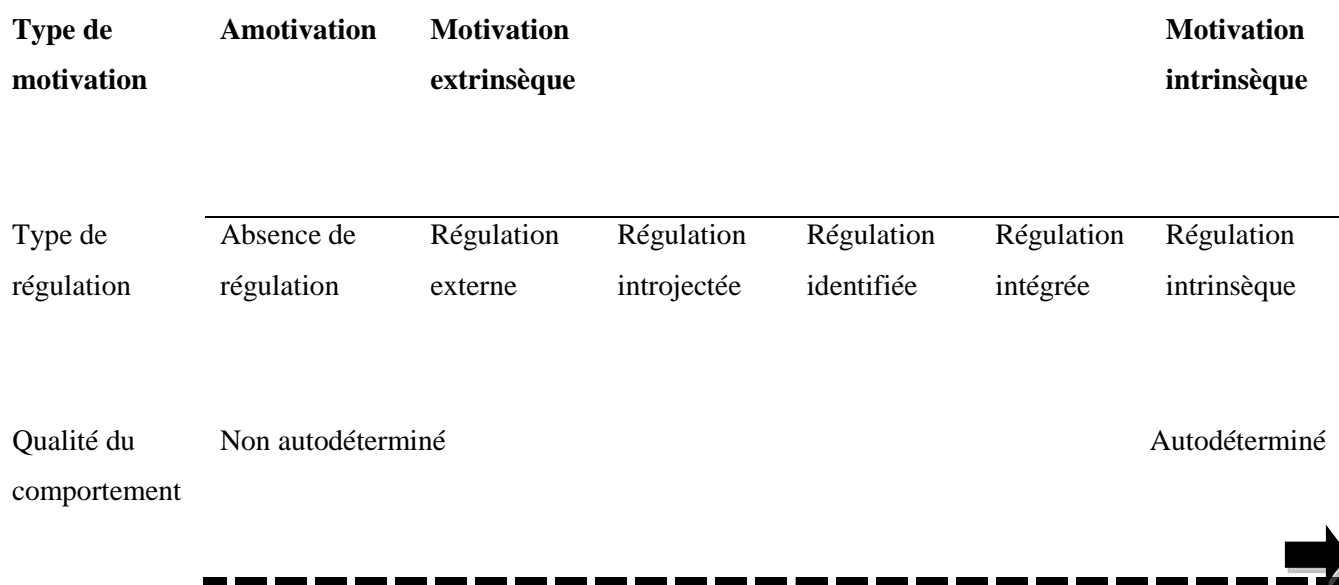 Type de Amotivation Motivation Motivation
motivation extrinsèque intrinsèque
Type de Absence de Régulation Régulation Régulation Régulation Régulation
régulation régulation externe introjectée identifiée intégrée intrinsèque
Qualité du Non autodéterminé Autodéterminé
comportement